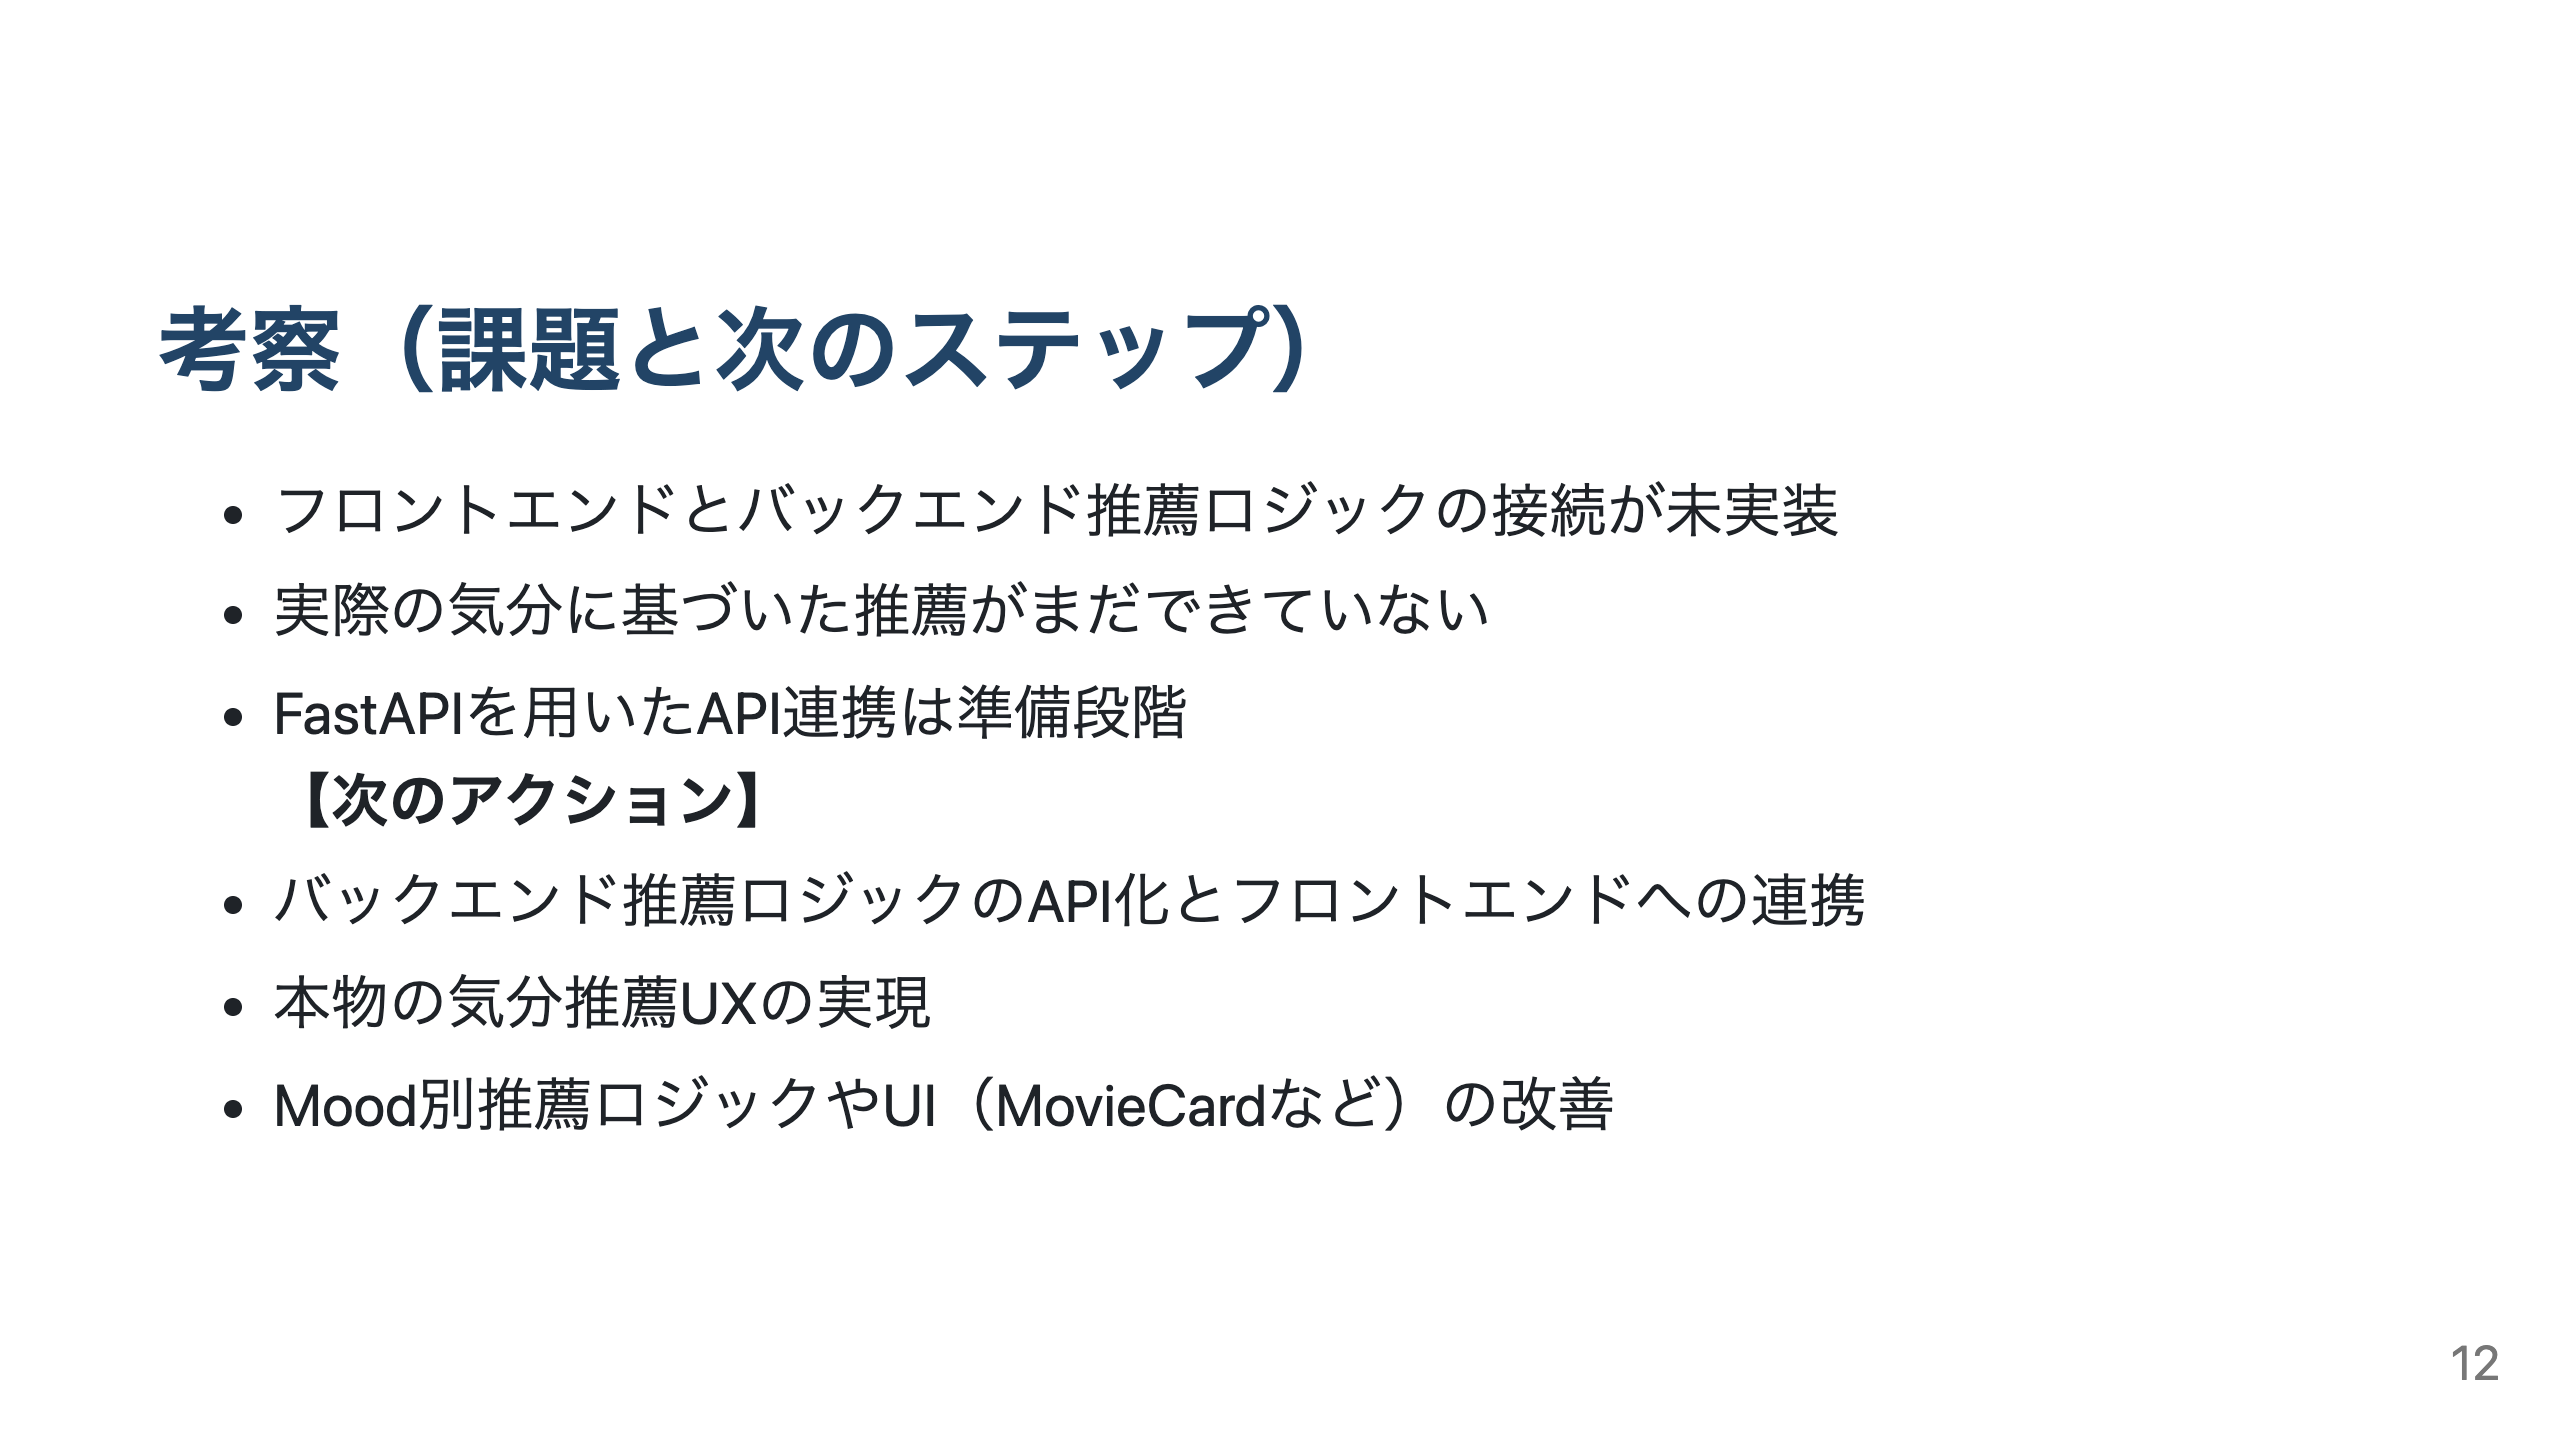 考察（課題と次のステップ）
• フロントエンドとバックエンド推薦ロジックの接続が未実装
• 実際の気分に基づいた推薦がまだできていない
• FastAPIを用いたAPI連携は準備段階
【次のアクション】
• バックエンド推薦ロジックのAPI化とフロントエンドへの連携
• 本物の気分推薦UXの実現
• Mood別推薦ロジックやUI（MovieCardなど）の改善
12